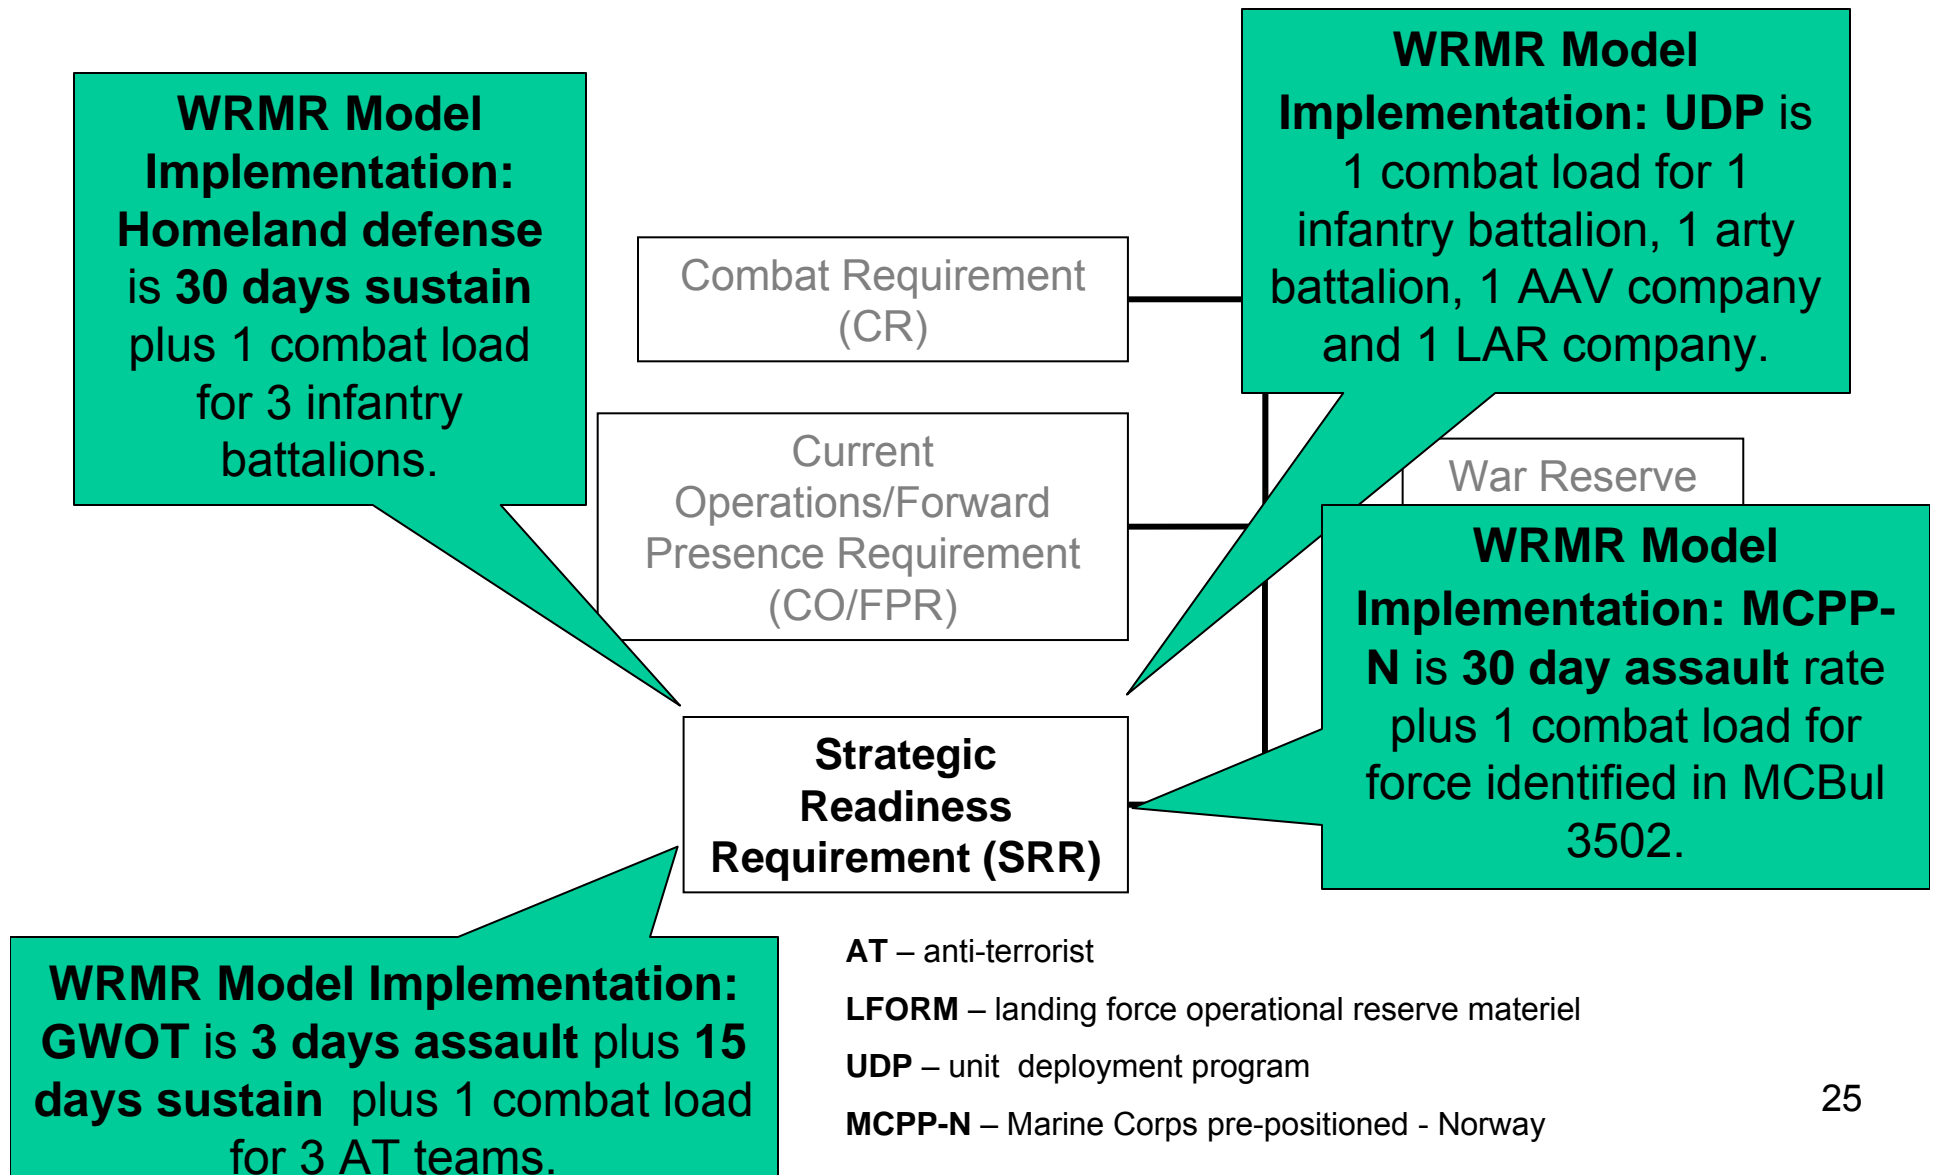 WRMR Model
Implementation:
Homeland defense
is 30 days sustain
plus 1 combat load
for 3 infantry
battalions.
WRMR Model
Implementation: UDP is
1 combat load for 1
infantry battalion, 1 arty
battalion, 1 AAV company
and 1 LAR company.
Combat Requirement
(CR)
Current
Operations/Forward
Presence Requirement
(CO/FPR)
War Reserve
WRMR Model
Implementation: MCPP-
N is 30 day assault rate
plus 1 combat load for
force identified in MCBul
3502.
Strategic
Readiness
Requirement (SRR)
WRMR Model Implementation:
GWOT is 3 days assault plus 15
days sustain plus 1 combat load
for 3 AT teams.
AT – anti-terrorist
LFORM – landing force operational reserve materiel
UDP – unit deployment program
MCPP-N – Marine Corps pre-positioned - Norway
25